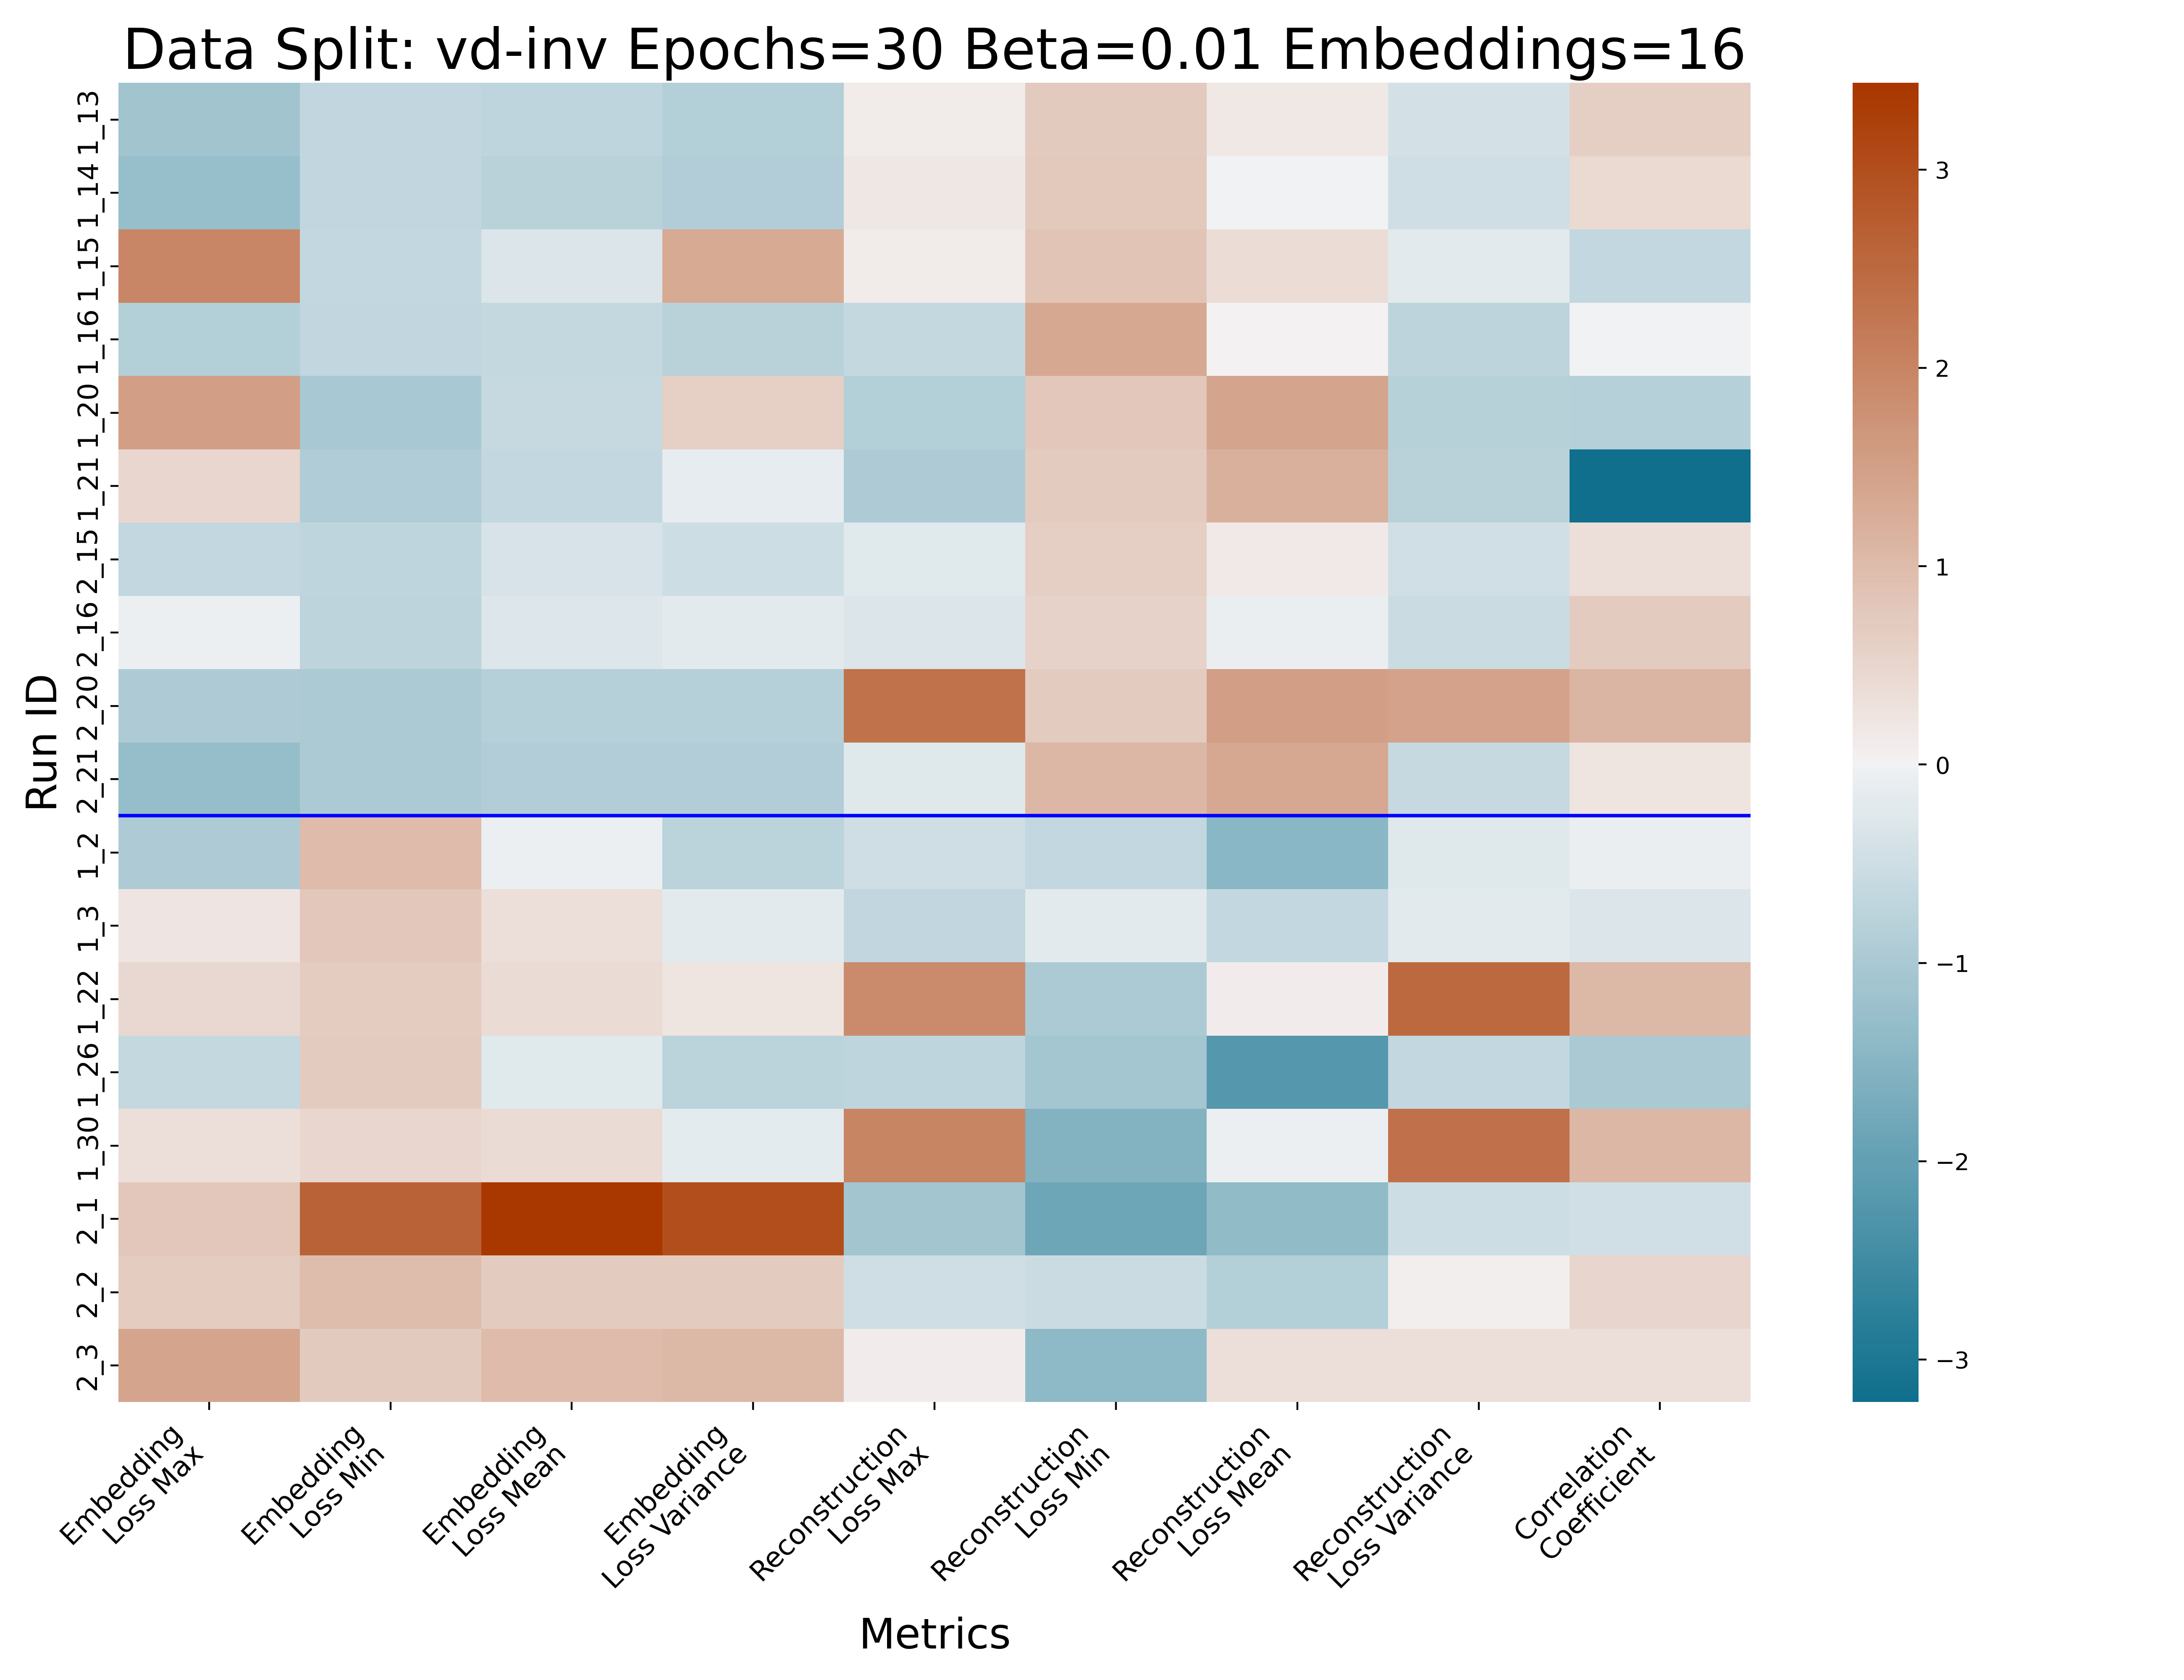 Data Split: vd-inv Epochs=30 Beta=0.01 Embeddings=16
Run ID
1_13
1_14
1_15
1_16
1_20
1_21
2_15
2_16
2_20
2_21
1_2
1_3
1_22
1_26
1_30
2_1
2_2
2_3
Embedding
Loss Max
Embedding
Loss Min
Embedding
Loss Mean
Embedding
Loss Variance
Reconstruction
Loss Max
Reconstruction
Loss Min
Reconstruction
Loss Mean
Reconstruction
Loss Variance
Correlation
Coefficient
Metrics
3
2
1
0
−1
−2
−3